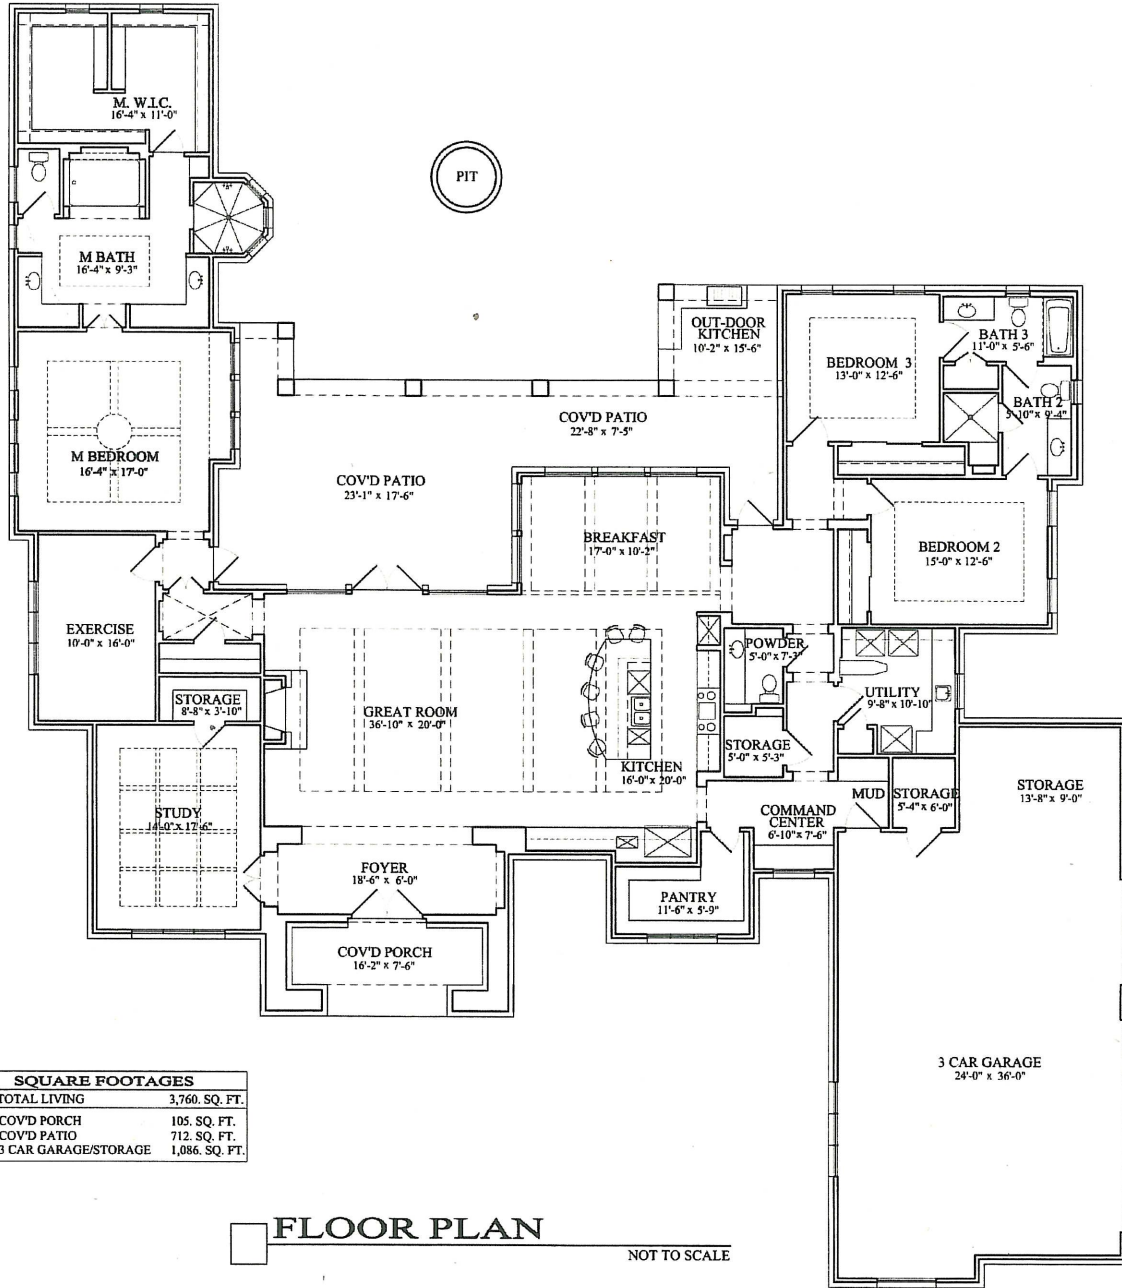 M. W.I.C.
16'-4" x 11'-0"
PIT
M BATH
16'-4" x 9'-3"
OUT-DOOR
KITCHEN
10'-2" x 15'-6"
BEDROOM 3
13'-0" x 12'-6"
BATH 3
11'-0" x 5'-6"
BATH 2
5'-10" x 9'-4"
COV'D PATIO
22'-8" x 7'-5"
M BEDROOM
16'-4" x 17'-0"
COV'D PATIO
23'-1" x 17'-6"
BREAKFAST
17'-0" x 10'-2"
BEDROOM 2
15'-0" x 12'-6"
EXERCISE
10'-0" x 16'-0"
POWDER
5'-0" x 7'-3"
STORAGE
8'-8" x 3'-10"
UTILITY
9'-8" x 10'-10"
GREAT ROOM
36'-10" x 20'-0"
STORAGE
5'-0" x 5'-3"
KITCHEN
16'-0" x 20'-0"
STUDY
14'-0" x 17'-6"
COMMAND
CENTER
6'-10" x 7'-6"
MUD
STORAGE
5'-4" x 6'-0"
STORAGE
13'-8" x 9'-0"
FOYER
18'-6" x 6'-0"
PANTRY
11'-6" x 5'-9"
COV'D PORCH
16'-2" x 7'-6"
3 CAR GARAGE
24'-0" x 36'-0"
SQUARE FOOTAGES
TOTAL LIVING 3,760. SQ. FT.
COV'D PORCH 105. SQ. FT.
COV'D PATIO 712. SQ. FT.
3 CAR GARAGE/STORAGE 1,086. SQ. FT.
FLOOR PLAN
NOT TO SCALE